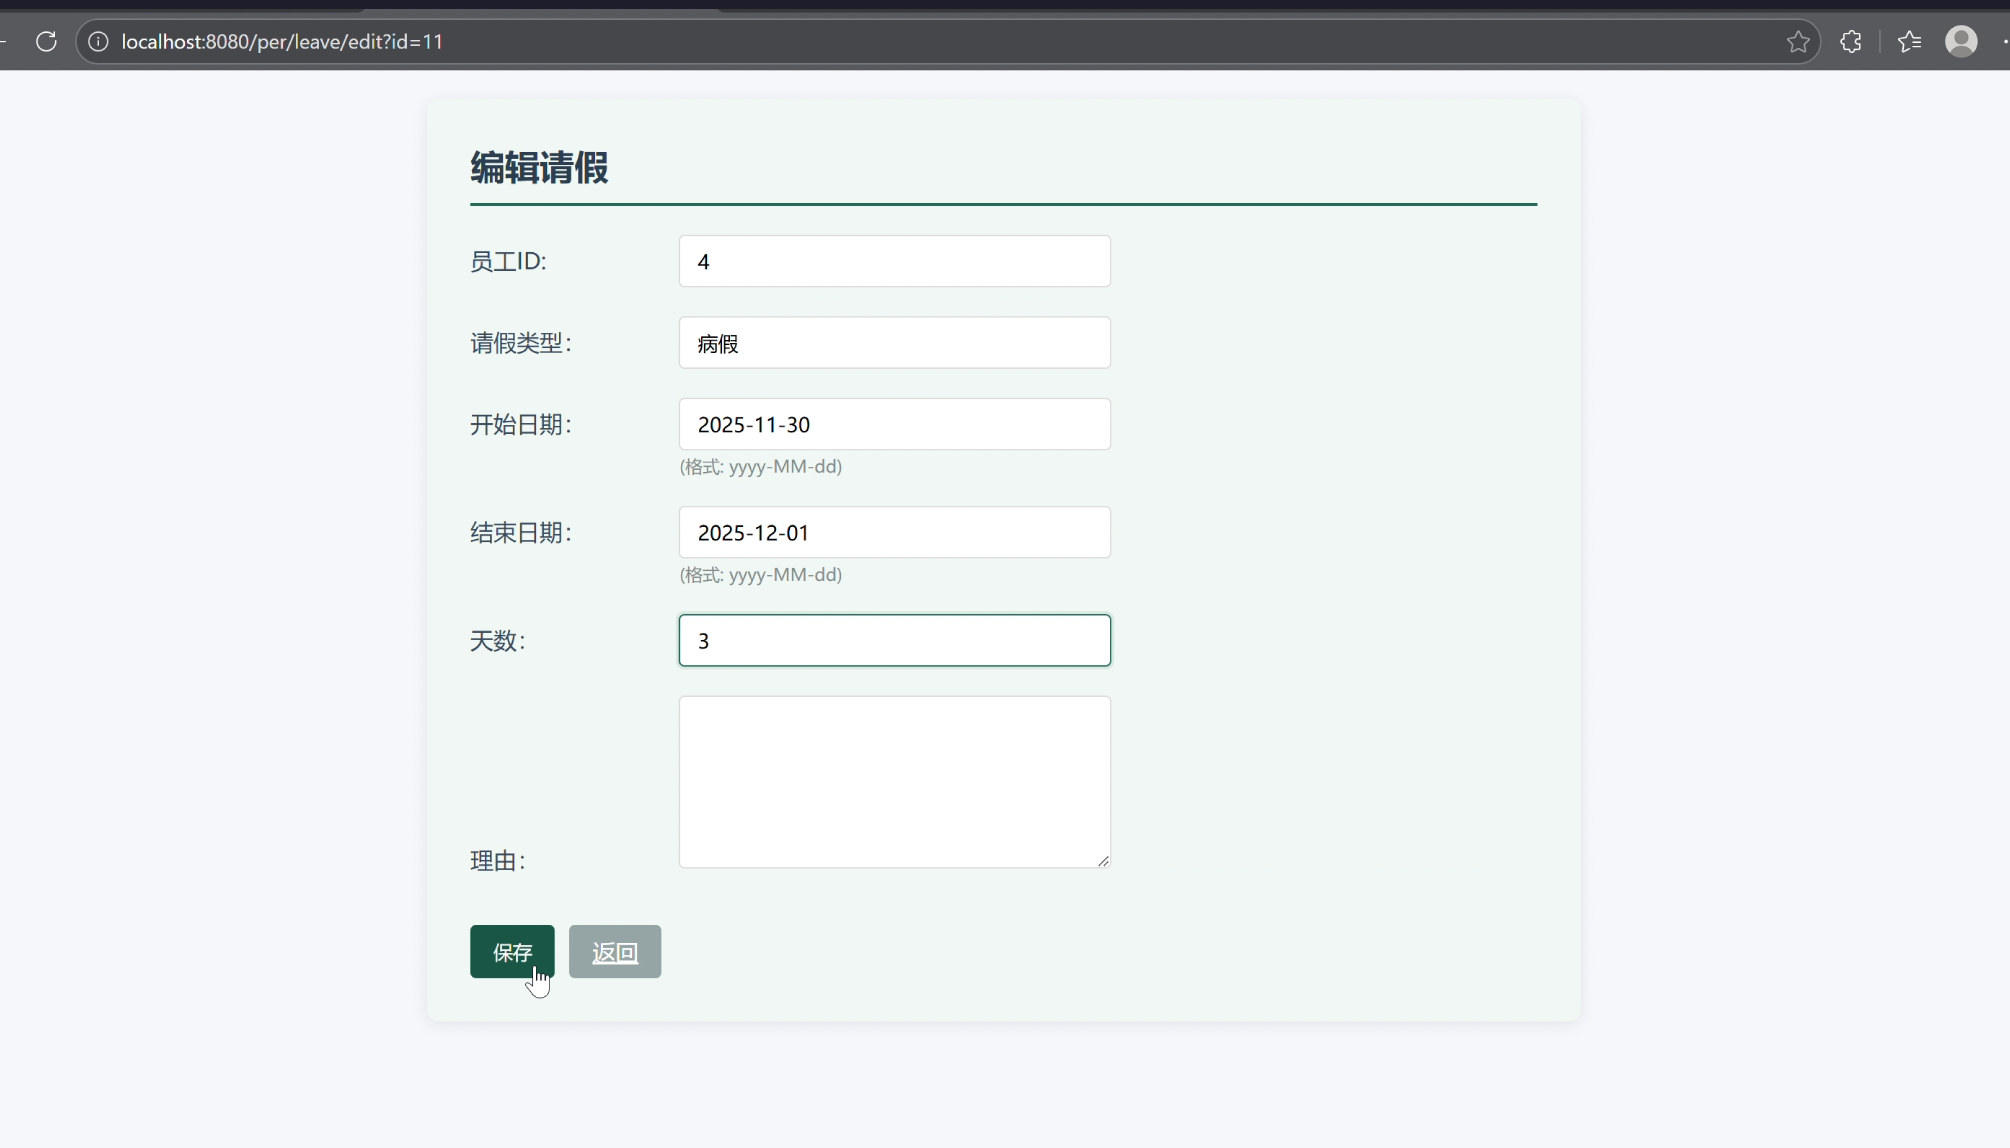 localhost:8080/per/leave/edit?id=11
编辑请假
员工ID:
4
请假类型：
病假
开始日期：
2025-11-30
(格式: yyyy-MM-dd)
结束日期：
2025-12-01
(格式: yyyy-MM-dd)
天数：
3
理由：
保存 返回